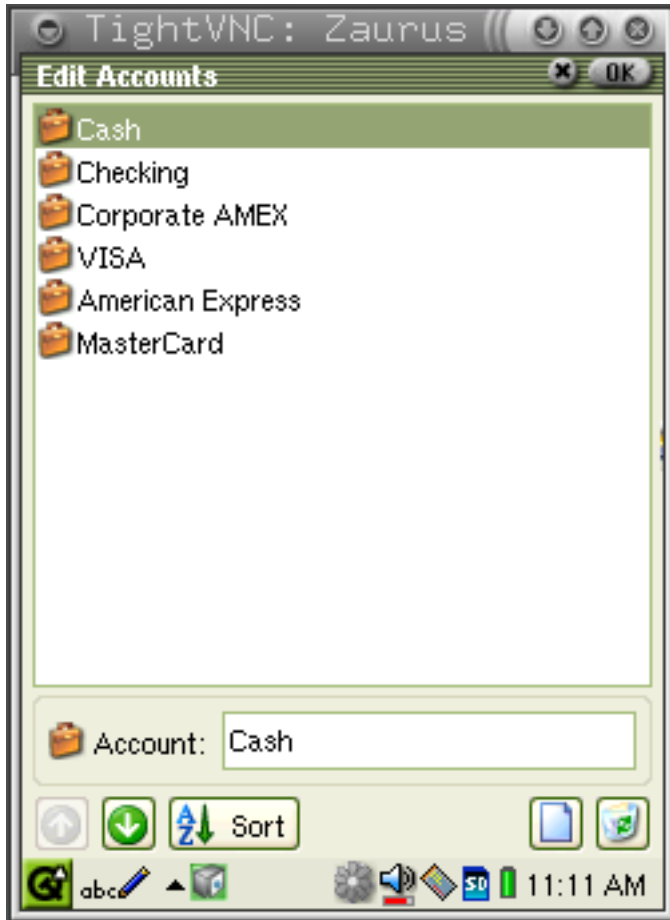 TightVNC: Zaurus
Edit Accounts OK
Cash
Checking
Corporate AMEX
VISA
American Express
MasterCard
Account: Cash
A Z Sort
abc SD 11:11 AM